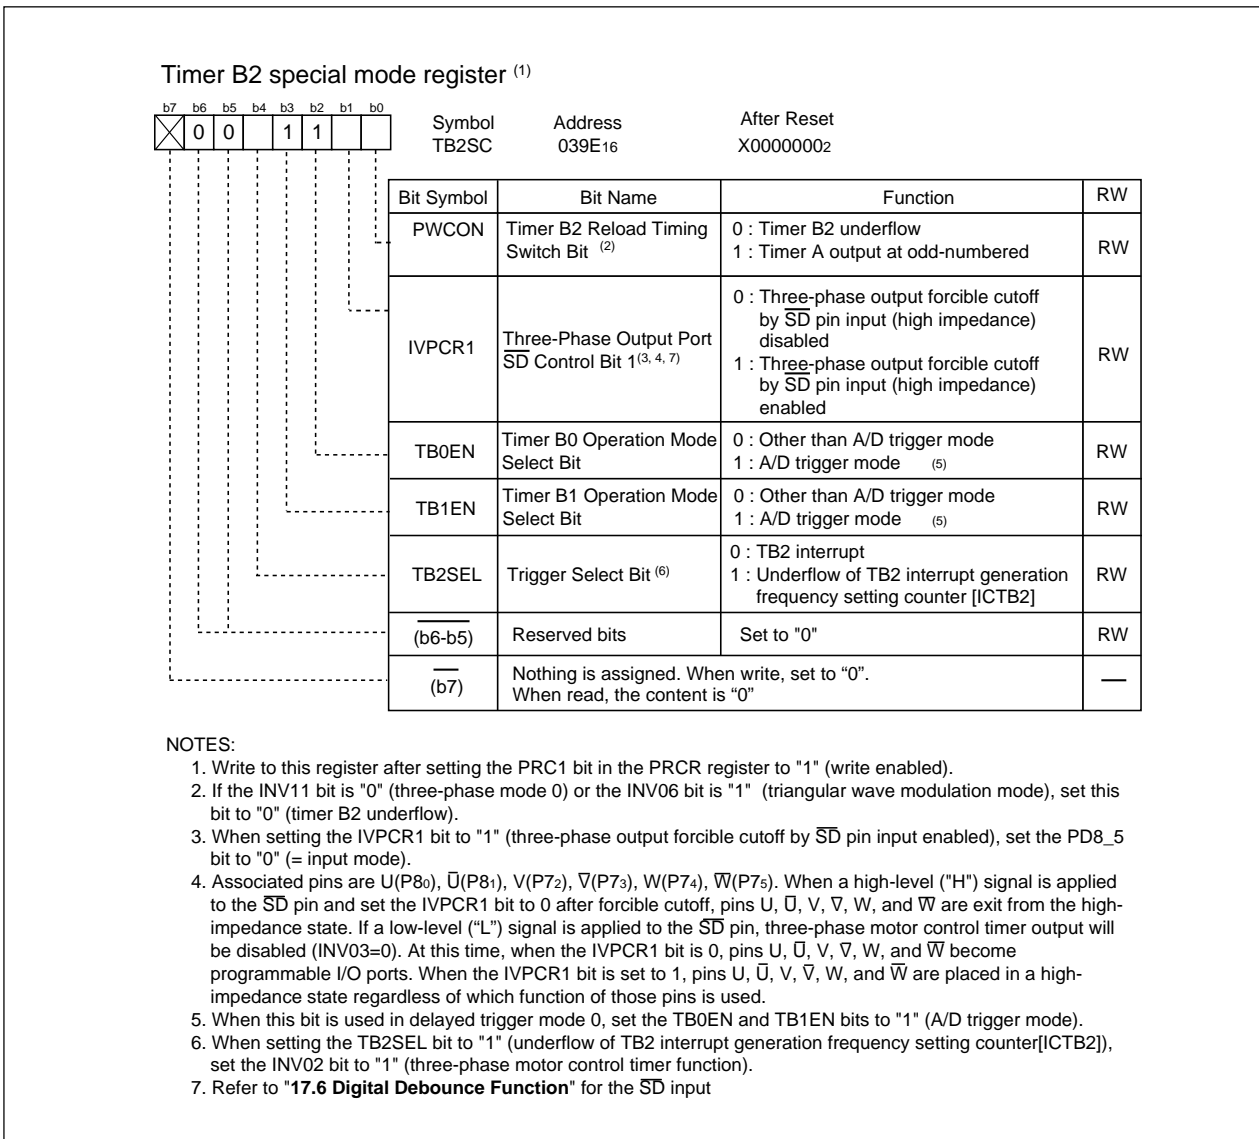 Timer B2 special mode register (1)
b7 b6 b5 b4 b3 b2 b1 b0
0 0 1 1
Symbol Address After Reset
TB2SC 039E16 X00000002
Bit Symbol Bit Name Function RW
PWCON Timer B2 Reload Timing Switch Bit (2)
0 : Timer B2 underflow
1 : Timer A output at odd-numbered
RW
IVPCR1
Three-Phase Output Port
S̅D̅ Control Bit 1(3, 4, 7)
0 : Three-phase output forcible cutoff
by S̅D̅ pin input (high impedance)
disabled
1 : Three-phase output forcible cutoff
by S̅D̅ pin input (high impedance)
enabled
RW
TB0EN
Timer B0 Operation Mode
Select Bit
0 : Other than A/D trigger mode
1 : A/D trigger mode (5)
RW
TB1EN
Timer B1 Operation Mode
Select Bit
0 : Other than A/D trigger mode
1 : A/D trigger mode (5)
RW
TB2SEL
Trigger Select Bit (6)
0 : TB2 interrupt
1 : Underflow of TB2 interrupt generation
frequency setting counter [ICTB2]
RW
(b6-b5) Reserved bits Set to "0" RW
(b7)
Nothing is assigned. When write, set to “0”.
When read, the content is “0”
—
NOTES:
1. Write to this register after setting the PRC1 bit in the PRCR register to "1" (write enabled).
2. If the INV11 bit is "0" (three-phase mode 0) or the INV06 bit is "1" (triangular wave modulation mode), set this
bit to "0" (timer B2 underflow).
3. When setting the IVPCR1 bit to "1" (three-phase output forcible cutoff by S̅D̅ pin input enabled), set the PD8_5
bit to "0" (= input mode).
4. Associated pins are U(P80), U̅(P81), V(P72), V̅(P73), W(P74), W̅(P75). When a high-level ("H") signal is applied
to the S̅D̅ pin and set the IVPCR1 bit to 0 after forcible cutoff, pins U, U̅, V, V̅, W, and W̅ are exit from the high-
impedance state. If a low-level (“L”) signal is applied to the S̅D̅ pin, three-phase motor control timer output will
be disabled (INV03=0). At this time, when the IVPCR1 bit is 0, pins U, U̅, V, V̅, W, and W̅ become
programmable I/O ports. When the IVPCR1 bit is set to 1, pins U, U̅, V, V̅, W, and W̅ are placed in a high-
impedance state regardless of which function of those pins is used.
5. When this bit is used in delayed trigger mode 0, set the TB0EN and TB1EN bits to "1" (A/D trigger mode).
6. When setting the TB2SEL bit to "1" (underflow of TB2 interrupt generation frequency setting counter[ICTB2]),
set the INV02 bit to "1" (three-phase motor control timer function).
7. Refer to "17.6 Digital Debounce Function" for the S̅D̅ input